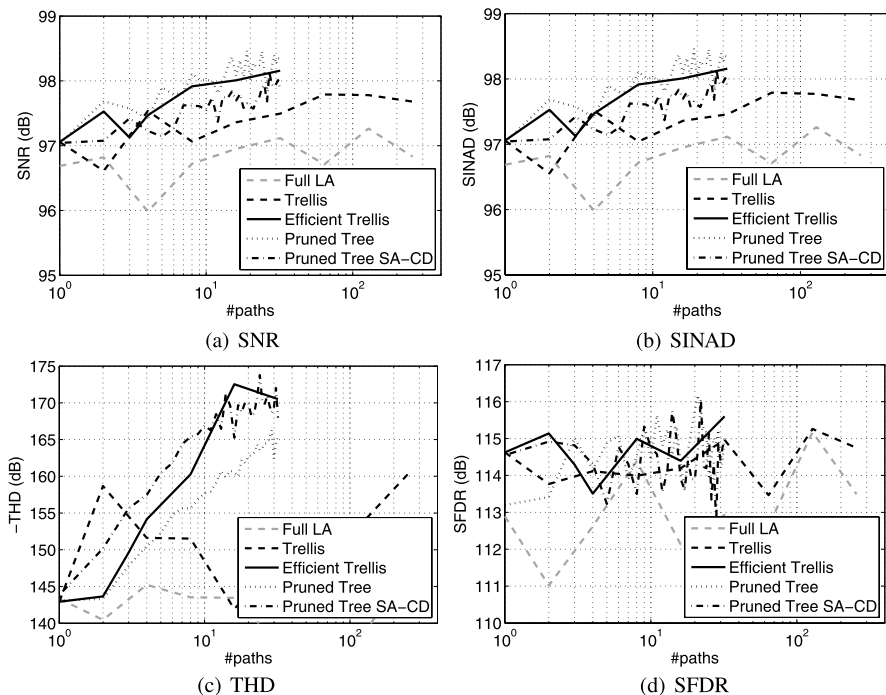 99
98
97
96
95
SNR (dB)
Full LA
Trellis
Efficient Trellis
Pruned Tree
Pruned Tree SA-CD
10^0
10^1
10^2
#paths
(a) SNR
99
98
97
96
95
SINAD (dB)
Full LA
Trellis
Efficient Trellis
Pruned Tree
Pruned Tree SA-CD
10^0
10^1
10^2
#paths
(b) SINAD
175
170
165
160
155
150
145
140
-THD (dB)
Full LA
Trellis
Efficient Trellis
Pruned Tree
Pruned Tree SA-CD
10^0
10^1
10^2
#paths
(c) THD
117
116
115
114
113
112
111
110
SFDR (dB)
Full LA
Trellis
Efficient Trellis
Pruned Tree
Pruned Tree SA-CD
10^0
10^1
10^2
#paths
(d) SFDR